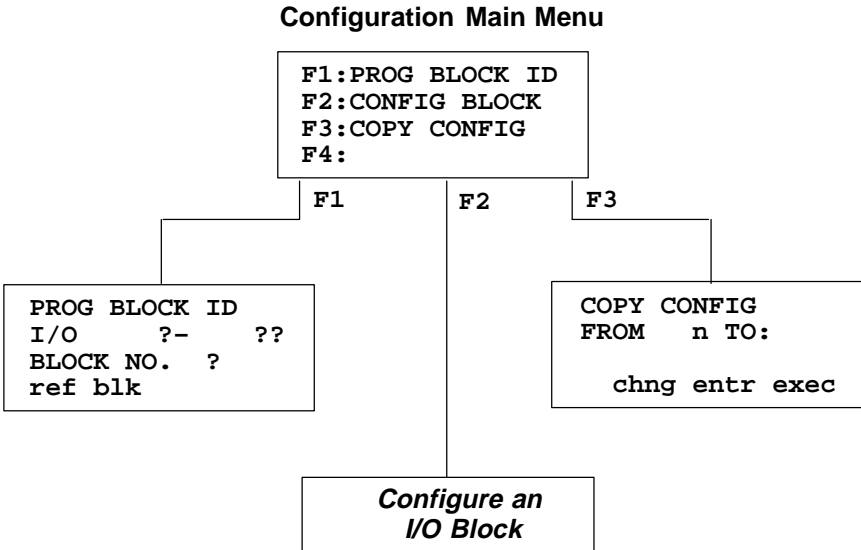 Configuration Main Menu
F1:PROG BLOCK ID
F2:CONFIG BLOCK
F3:COPY CONFIG
F4:
F1
F2
F3
PROG BLOCK ID
I/O ?– ??
BLOCK NO. ?
ref blk
COPY CONFIG
FROM n TO:
chng entr exec
Configure an
I/O Block